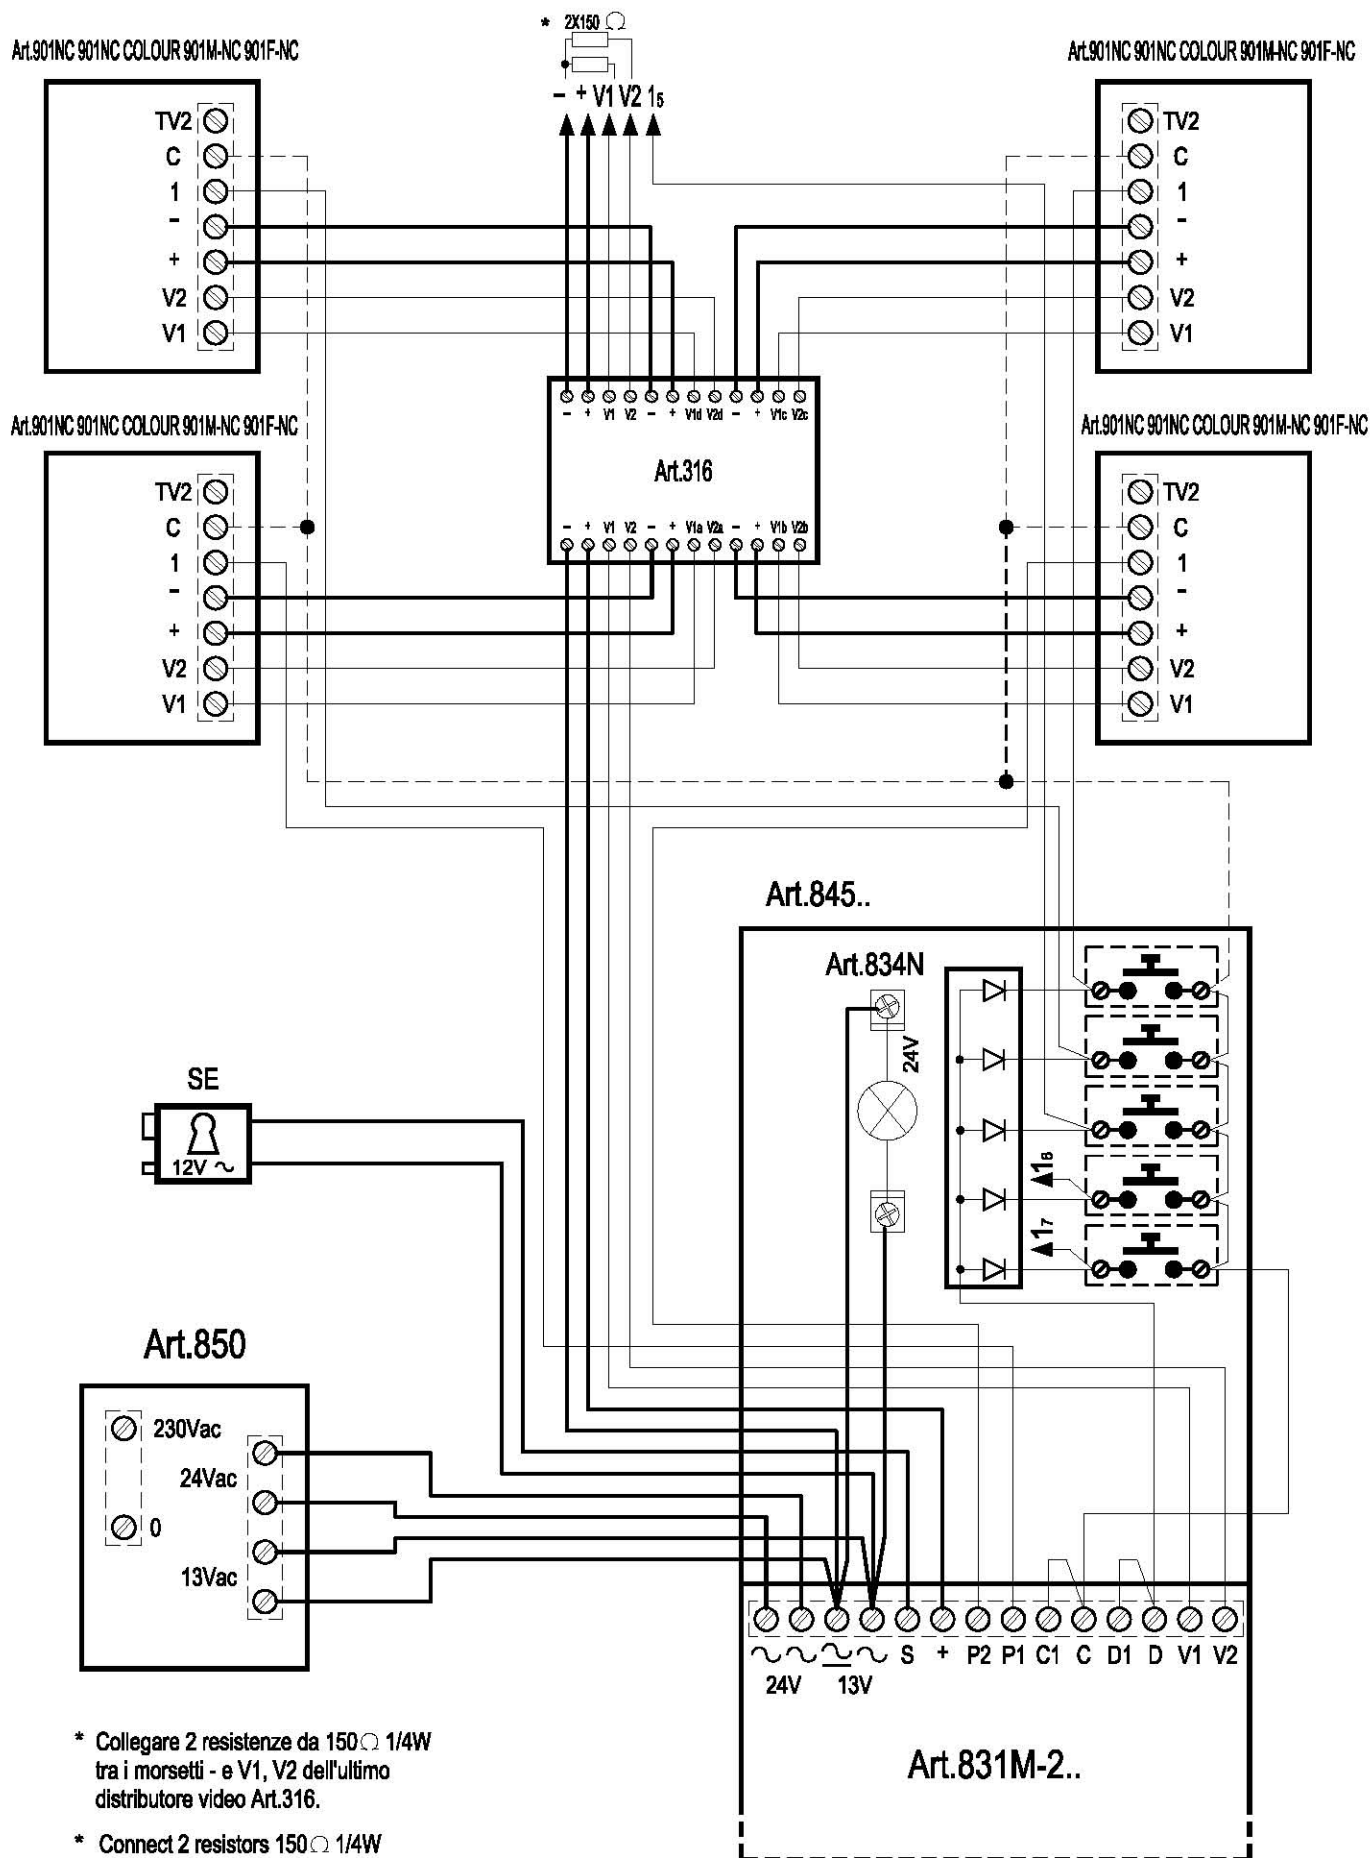 * 2X150 Ω
Art.901NC 901NC COLOUR 901M-NC 901F-NC
Art.901NC 901NC COLOUR 901M-NC 901F-NC
− + V1 V2 1₅
TV2
C
1
-
+
V2
V1
TV2
C
1
-
+
V2
V1
− + V1 V2 − + V1d V2d − + V1c V2c
Art.316
− + V1 V2 − + V1a V2a − + V1b V2b
Art.901NC 901NC COLOUR 901M-NC 901F-NC
Art.901NC 901NC COLOUR 901M-NC 901F-NC
TV2
C
1
-
+
V2
V1
TV2
C
1
-
+
V2
V1
Art.845..
Art.834N
24V
1₆
1₇
SE
12V ~
Art.850
230Vac
24Vac
0
13Vac
~ ~ ~ ~ S + P2 P1 C1 C D1 D V1 V2
24V 13V
Art.831M-2..
* Collegare 2 resistenze da 150Ω 1/4W
tra i morsetti - e V1, V2 dell'ultimo
distributore video Art.316.
* Connect 2 resistors 150Ω 1/4W